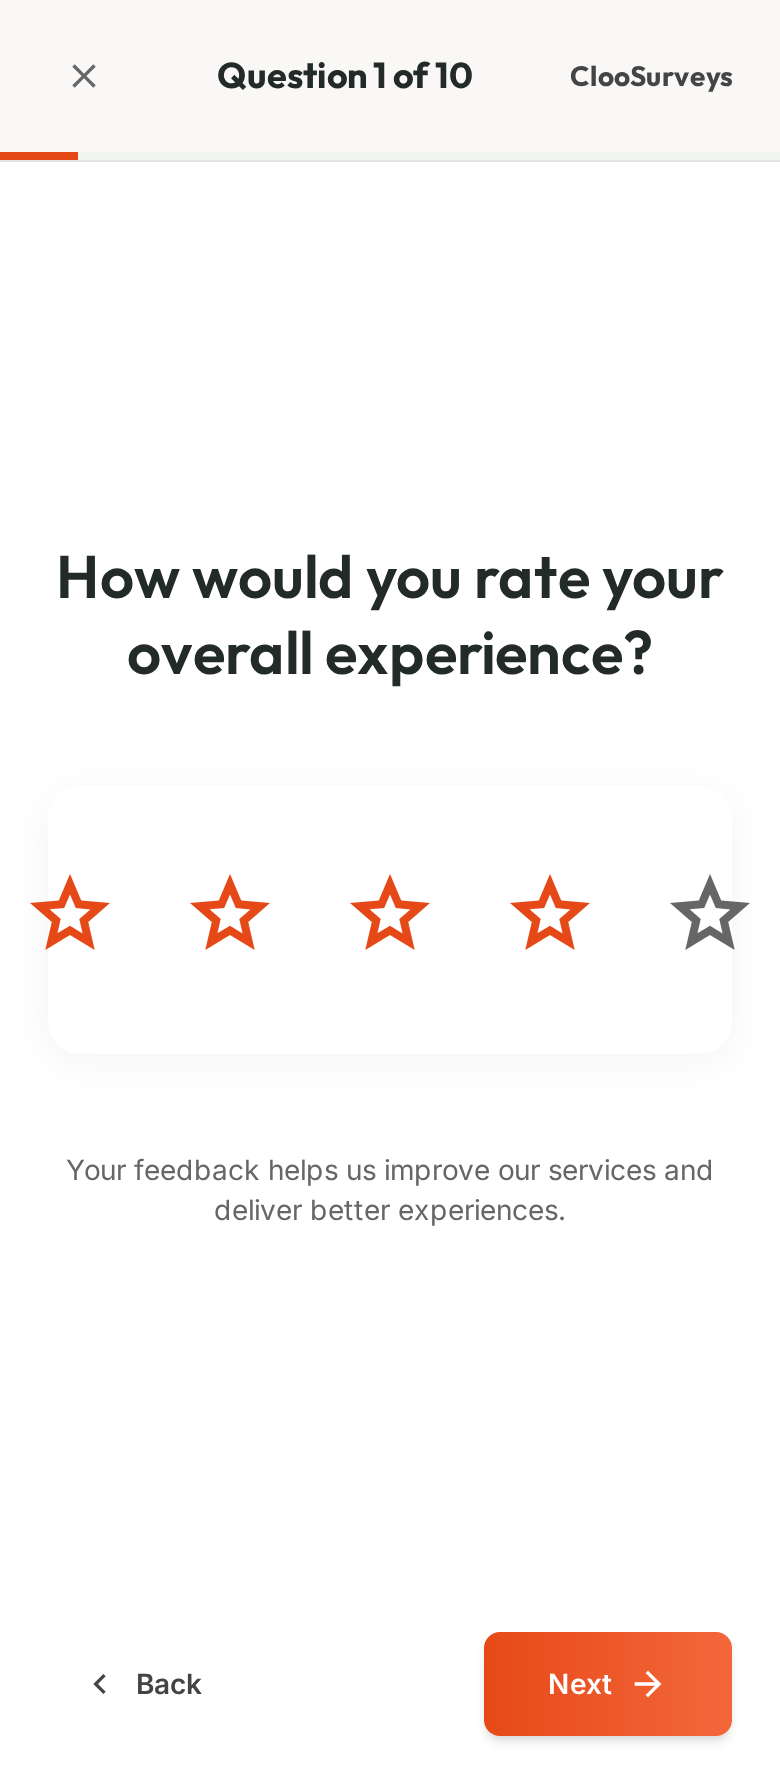 Question 1 of 10
ClooSurveys
How would you rate your
overall experience?
Your feedback helps us improve our services and
deliver better experiences.
Back
Next